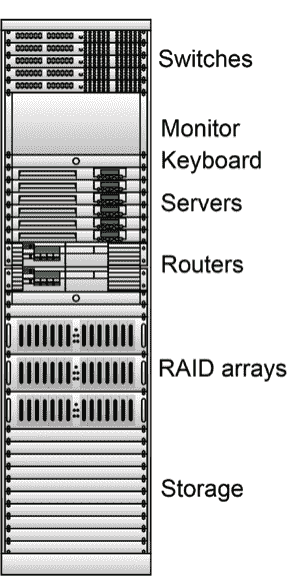 Switches
Monitor
Keyboard
Servers
Routers
RAID arrays
Storage